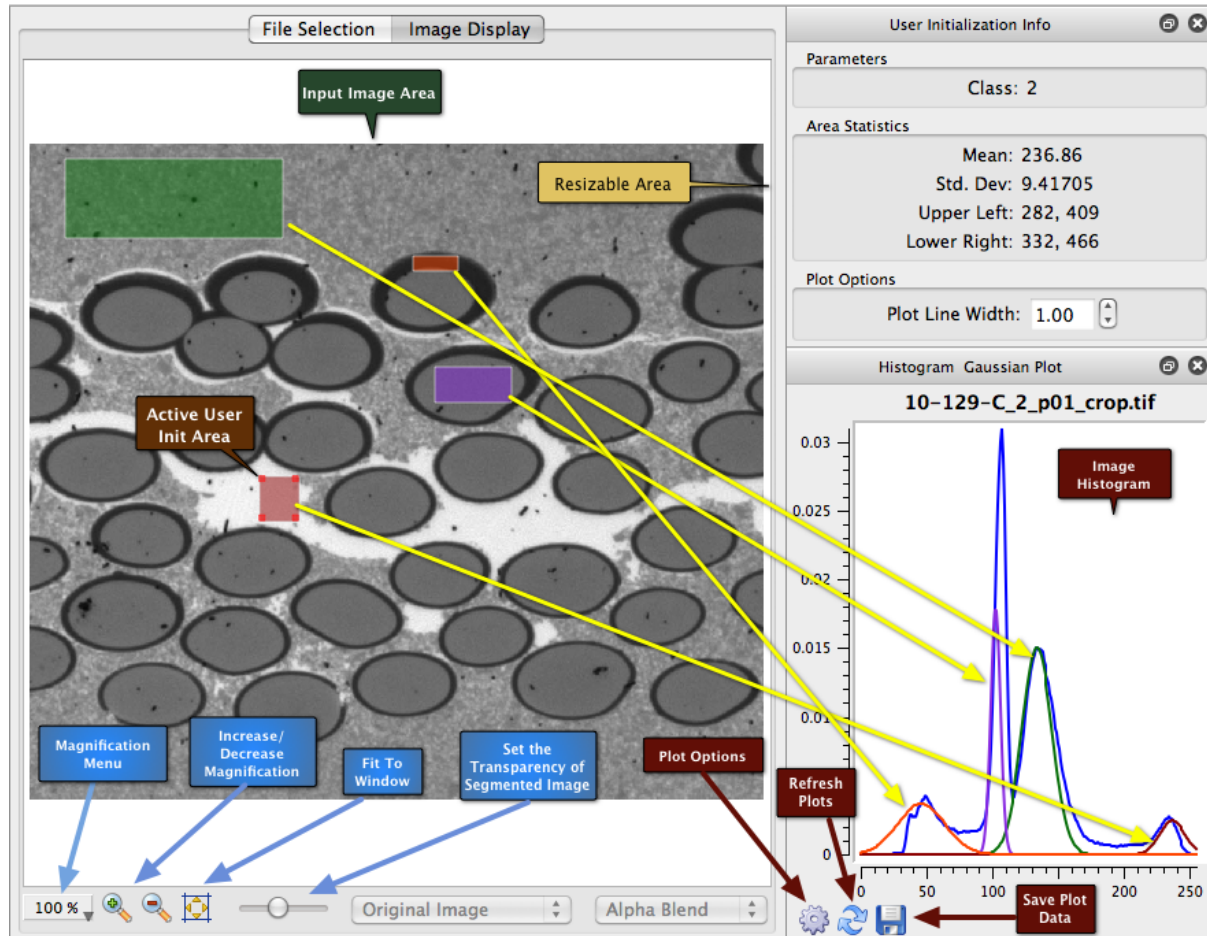 File Selection
Image Display
Input Image Area
Resizable Area
Active User
Init Area
Magnification
Menu
Increase/
Decrease
Magnification
Fit To
Window
Set the
Transparency of
Segmented Image
100 %
Original Image
Alpha Blend
User Initialization Info
Parameters
Class: 2
Area Statistics
Mean: 236.86
Std. Dev: 9.41705
Upper Left: 282, 409
Lower Right: 332, 466
Plot Options
Plot Line Width: 1.00
Histogram Gaussian Plot
10-129-C_2_p01_crop.tif
Image
Histogram
0.03
0.025
0.02
0.015
0
0 50 100 200 250
Plot Options
Refresh
Plots
Save Plot
Data